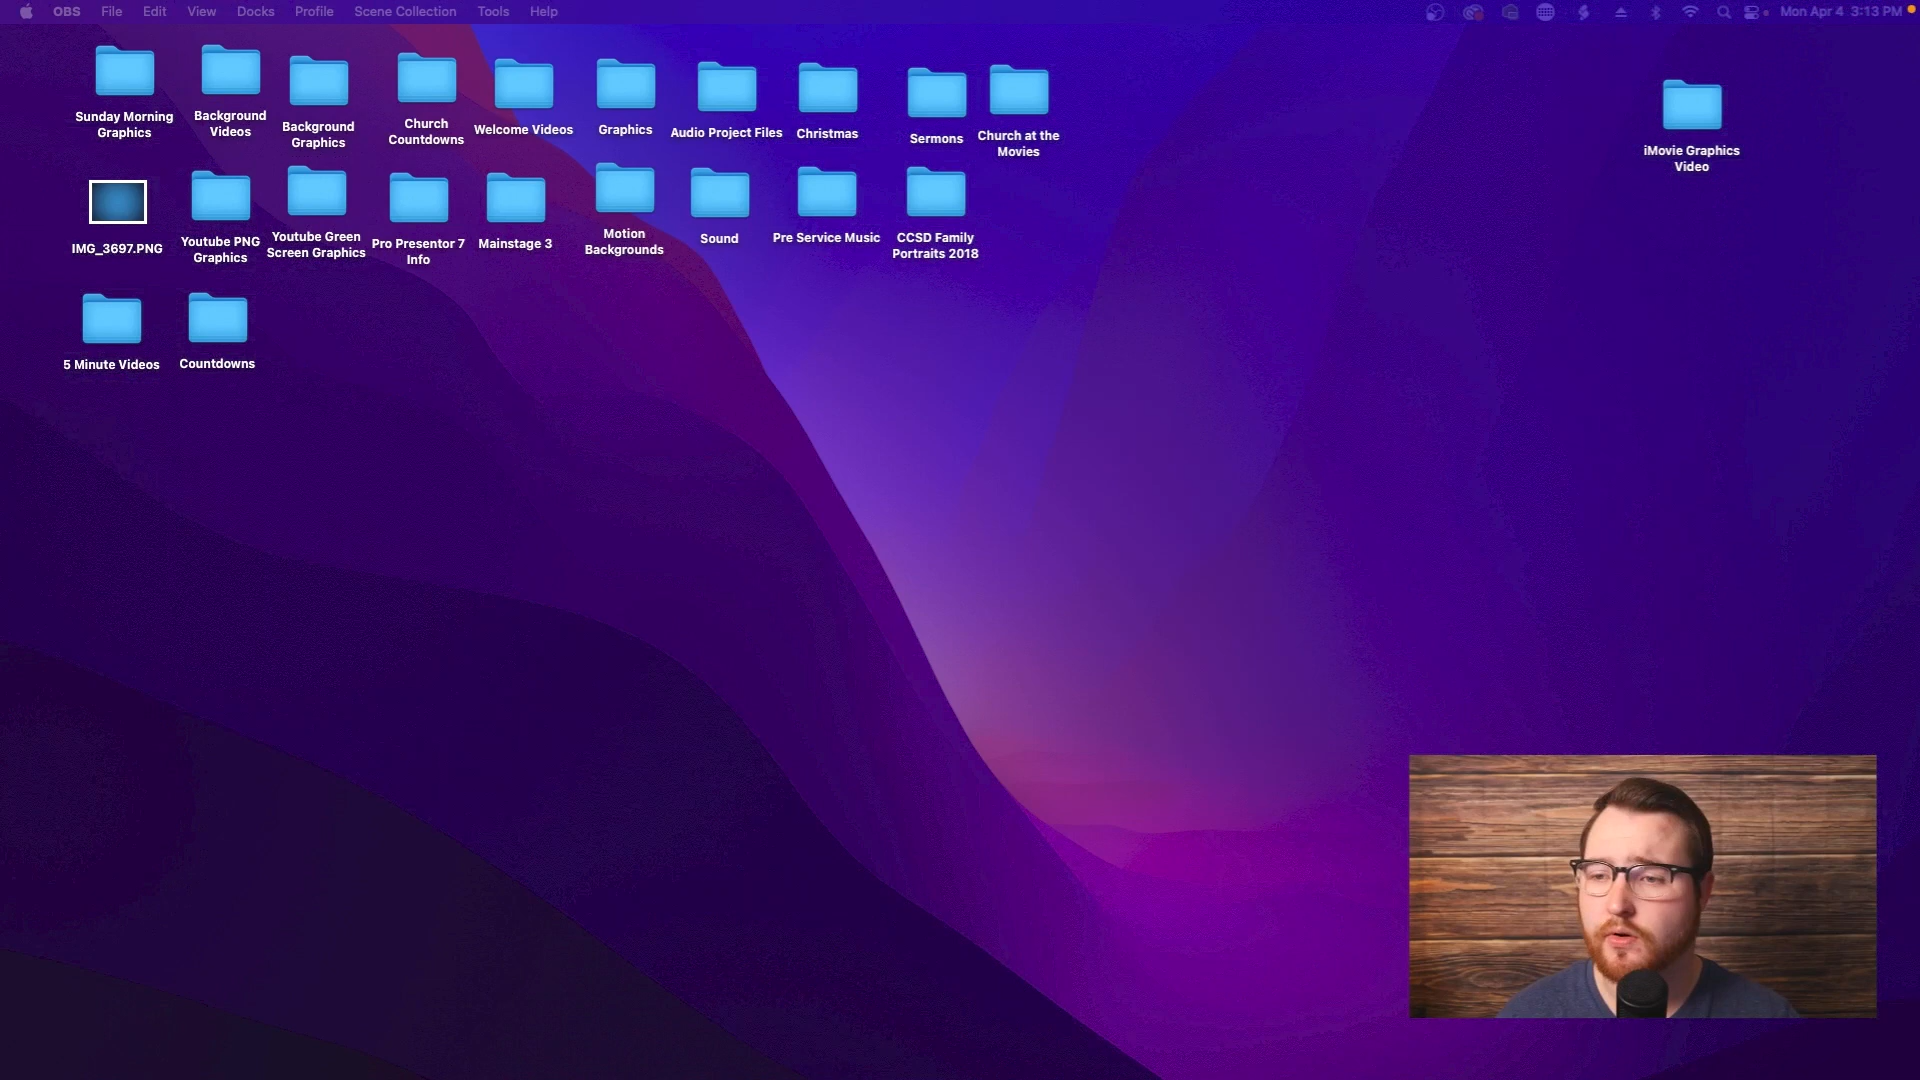 OBS File Edit View Docks Profile Scene Collection Tools Help Mon Apr 4 3:13 PM
Sunday Morning
Graphics
Background
Videos
Background
Graphics
Church
Countdowns
Welcome Videos
Graphics
Audio Project Files
Christmas
Sermons
Church at the
Movies
iMovie Graphics
Video
IMG_3697.PNG
Youtube PNG
Graphics
Youtube Green
Screen Graphics
Pro Presentor 7
Info
Mainstage 3
Motion
Backgrounds
Sound
Pre Service Music
CCSD Family
Portraits 2018
5 Minute Videos
Countdowns